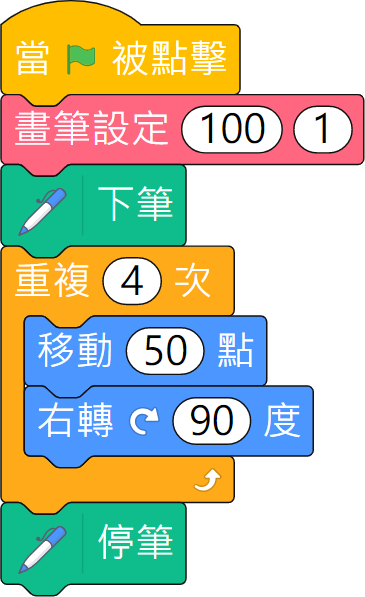 當 被點擊
畫筆設定 100 1
下筆
重複 4 次
移動 50 點
右轉 90 度
停筆